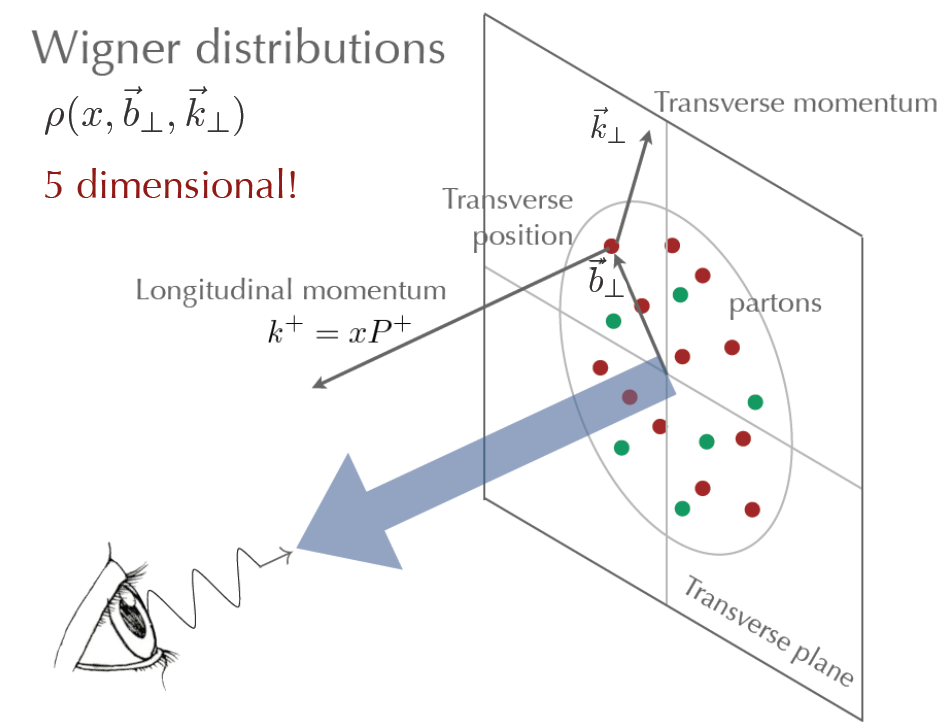 Wigner distributions
ρ(x, b⃗⊥, k⃗⊥)
5 dimensional!
Transverse momentum
k⃗⊥
Transverse
position
b⃗⊥
Longitudinal momentum
k⁺ = xP⁺
partons
Transverse plane